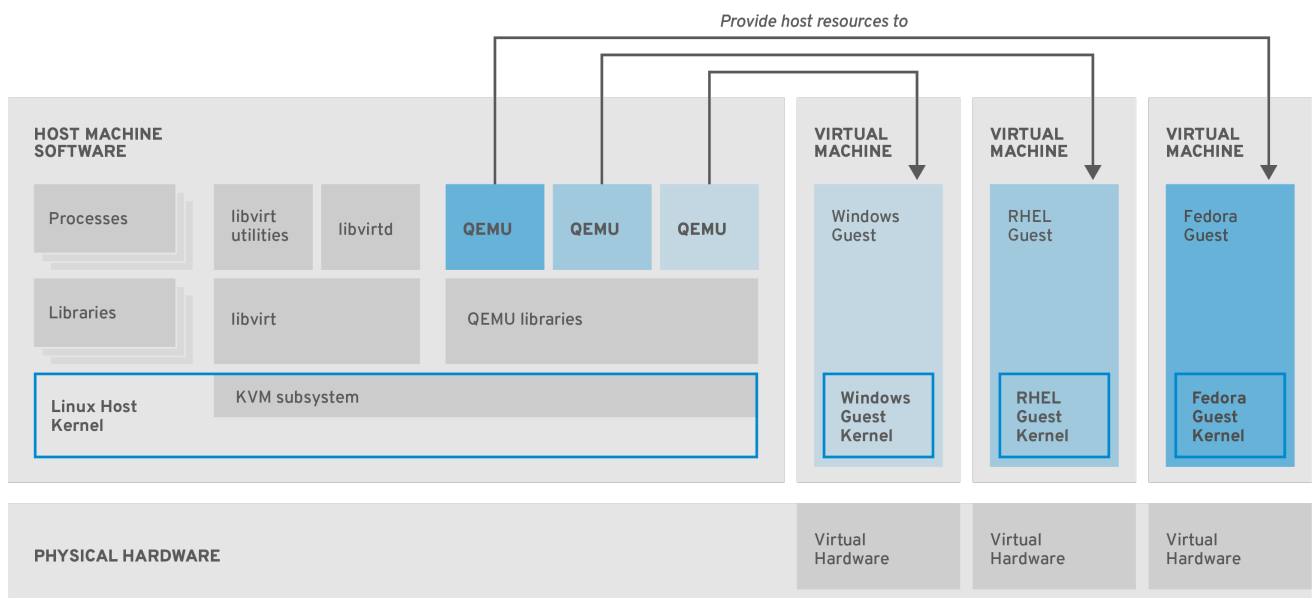 Provide host resources to
HOST MACHINE
SOFTWARE
VIRTUAL
MACHINE
VIRTUAL
MACHINE
VIRTUAL
MACHINE
Processes
libvirt
utilities
libvirtd
QEMU
QEMU
QEMU
Windows
Guest
RHEL
Guest
Fedora
Guest
Libraries
libvirt
QEMU libraries
Linux Host
Kernel
KVM subsystem
Windows
Guest
Kernel
RHEL
Guest
Kernel
Fedora
Guest
Kernel
PHYSICAL HARDWARE
Virtual
Hardware
Virtual
Hardware
Virtual
Hardware